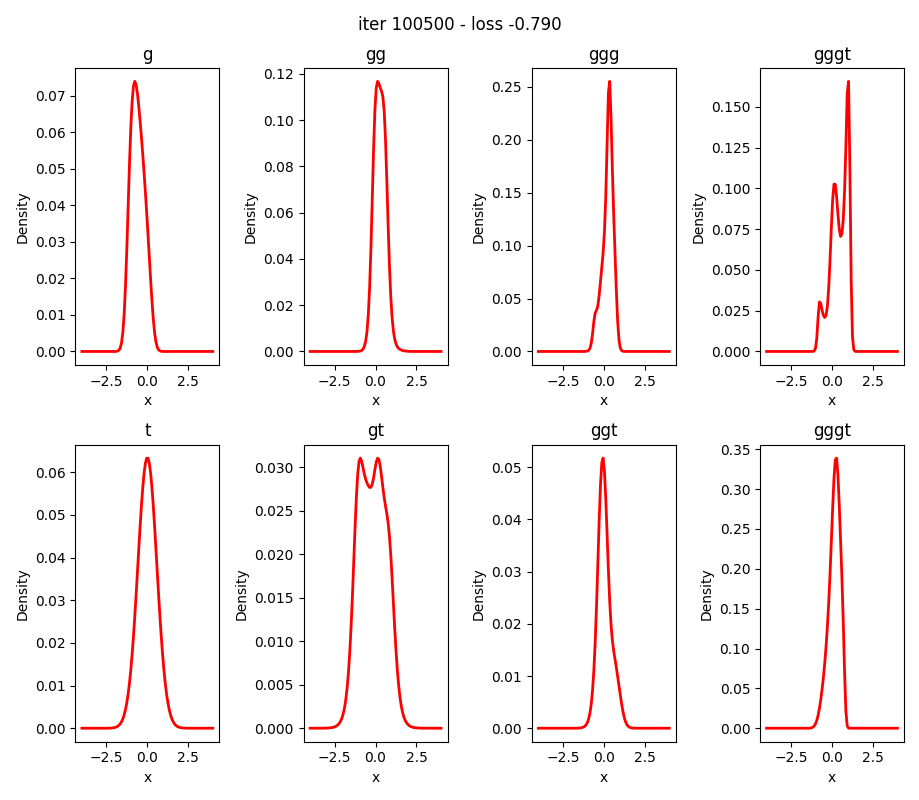 iter 100500 - loss -0.790
g
gg
ggg
gggt
0.07
0.06
0.05
0.04
0.03
0.02
0.01
0.00
Density
−2.5 0.0 2.5
x
0.12
0.10
0.08
0.06
0.04
0.02
0.00
Density
−2.5 0.0 2.5
x
0.25
0.20
0.15
0.10
0.05
0.00
Density
−2.5 0.0 2.5
x
0.150
0.125
0.100
0.075
0.050
0.025
0.000
Density
−2.5 0.0 2.5
x
t
gt
ggt
gggt
0.06
0.05
0.04
0.03
0.02
0.01
0.00
Density
−2.5 0.0 2.5
x
0.030
0.025
0.020
0.015
0.010
0.005
0.000
Density
−2.5 0.0 2.5
x
0.05
0.04
0.03
0.02
0.01
0.00
Density
−2.5 0.0 2.5
x
0.35
0.30
0.25
0.20
0.15
0.10
0.05
0.00
Density
−2.5 0.0 2.5
x